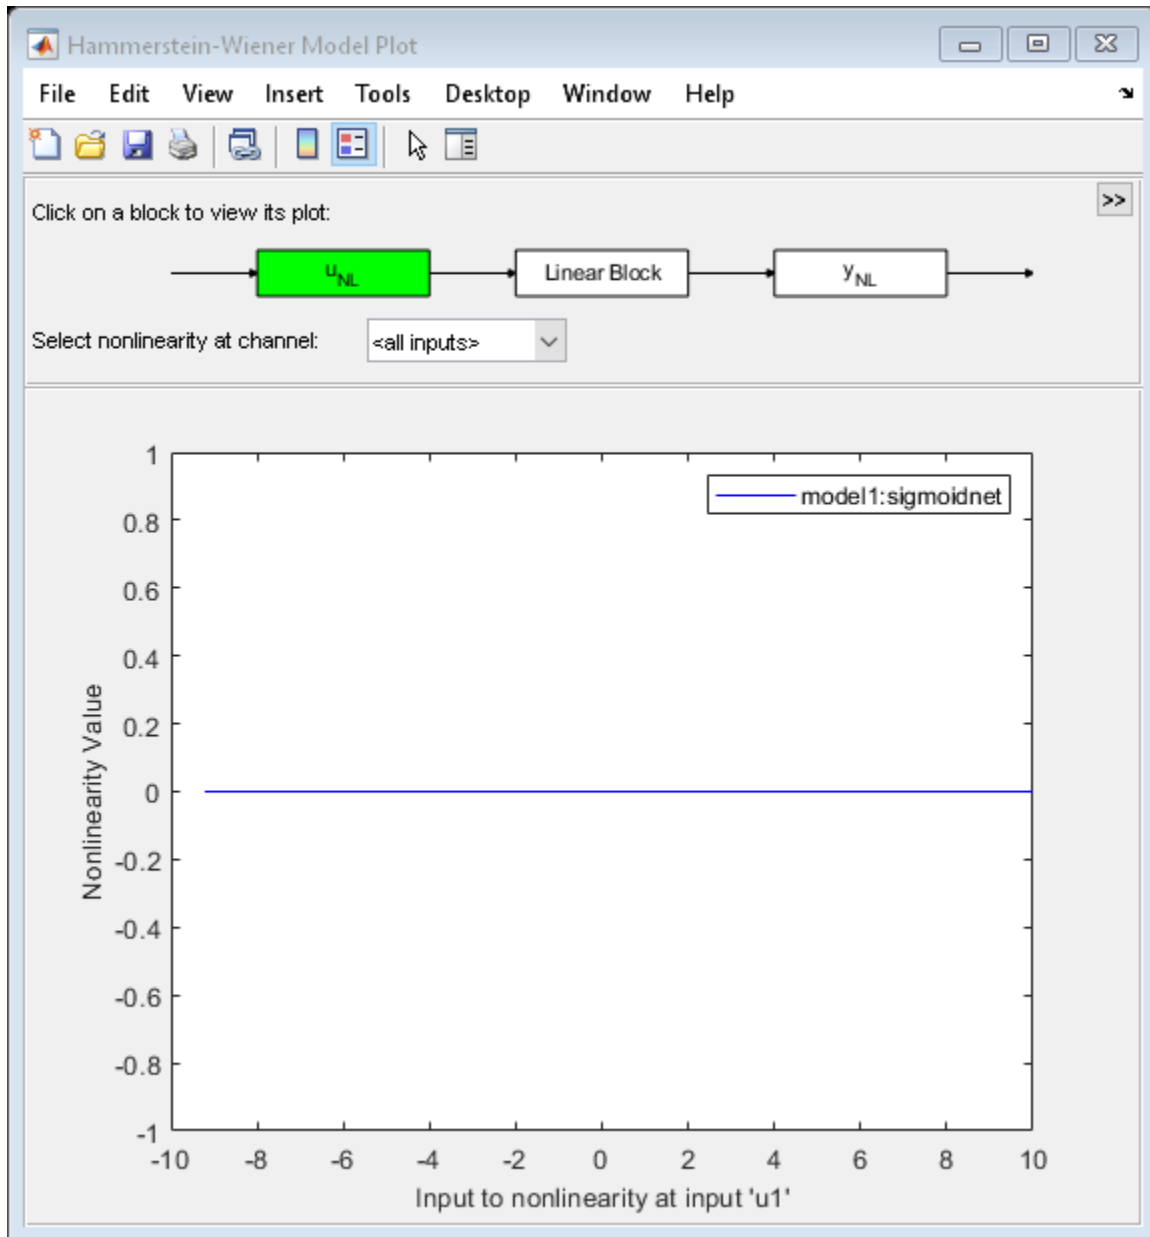 Hammerstein-Wiener Model Plot
File Edit View Insert Tools Desktop Window Help
Click on a block to view its plot:
>>
uNL Linear Block yNL
Select nonlinearity at channel: <all inputs>
1
model1:sigmoidnet
0.8
0.6
0.4
0.2
0
-0.2
-0.4
-0.6
-0.8
-1
Nonlinearity Value
-10 -8 -6 -4 -2 0 2 4 6 8 10
Input to nonlinearity at input 'u1'